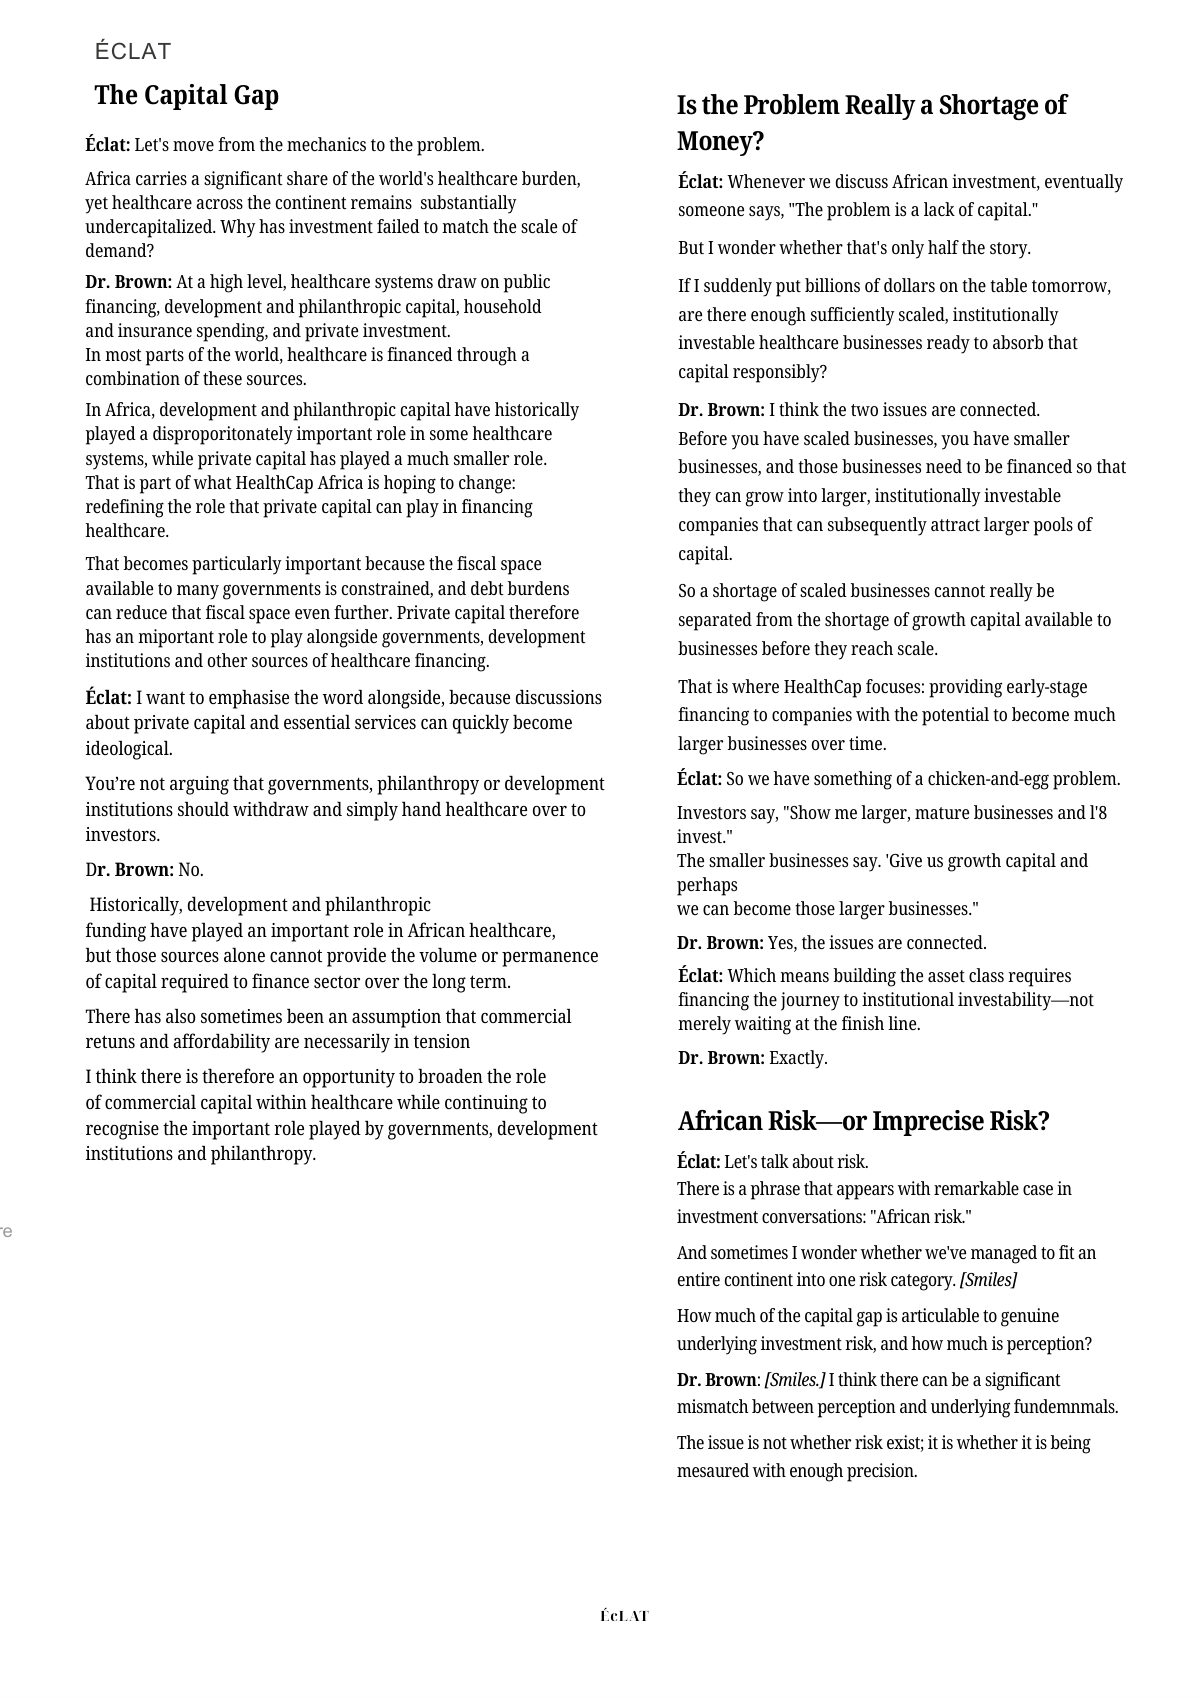 ÉCLAT
The Capital Gap
Éclat: Let's move from the mechanics to the problem.
Africa carries a significant share of the world's healthcare burden,
yet healthcare across the continent remains substantially
undercapitalized. Why has investment failed to match the scale of
demand?
Dr. Brown: At a high level, healthcare systems draw on public
financing, development and philanthropic capital, household
and insurance spending, and private investment.
In most parts of the world, healthcare is financed through a
combination of these sources.
In Africa, development and philanthropic capital have historically
played a disproporitonately important role in some healthcare
systems, while private capital has played a much smaller role.
That is part of what HealthCap Africa is hoping to change:
redefining the role that private capital can play in financing
healthcare.
That becomes particularly important because the fiscal space
available to many governments is constrained, and debt burdens
can reduce that fiscal space even further. Private capital therefore
has an miportant role to play alongside governments, development
institutions and other sources of healthcare financing.
Éclat: I want to emphasise the word alongside, because discussions
about private capital and essential services can quickly become
ideological.
You’re not arguing that governments, philanthropy or development
institutions should withdraw and simply hand healthcare over to
investors.
Dr. Brown: No.
Historically, development and philanthropic
funding have played an important role in African healthcare,
but those sources alone cannot provide the volume or permanence
of capital required to finance sector over the long term.
There has also sometimes been an assumption that commercial
retuns and affordability are necessarily in tension
I think there is therefore an opportunity to broaden the role
of commercial capital within healthcare while continuing to
recognise the important role played by governments, development
institutions and philanthropy.
re
Is the Problem Really a Shortage of
Money?
Éclat: Whenever we discuss African investment, eventually
someone says, "The problem is a lack of capital."
But I wonder whether that's only half the story.
If I suddenly put billions of dollars on the table tomorrow,
are there enough sufficiently scaled, institutionally
investable healthcare businesses ready to absorb that
capital responsibly?
Dr. Brown: I think the two issues are connected.
Before you have scaled businesses, you have smaller
businesses, and those businesses need to be financed so that
they can grow into larger, institutionally investable
companies that can subsequently attract larger pools of
capital.
So a shortage of scaled businesses cannot really be
separated from the shortage of growth capital available to
businesses before they reach scale.
That is where HealthCap focuses: providing early-stage
financing to companies with the potential to become much
larger businesses over time.
Éclat: So we have something of a chicken-and-egg problem.
Investors say, "Show me larger, mature businesses and l'8
invest."
The smaller businesses say. 'Give us growth capital and
perhaps
we can become those larger businesses."
Dr. Brown: Yes, the issues are connected.
Éclat: Which means building the asset class requires
financing the journey to institutional investability—not
merely waiting at the finish line.
Dr. Brown: Exactly.
African Risk—or Imprecise Risk?
Éclat: Let's talk about risk.
There is a phrase that appears with remarkable case in
investment conversations: "African risk."
And sometimes I wonder whether we've managed to fit an
entire continent into one risk category. [Smiles]
How much of the capital gap is articulable to genuine
underlying investment risk, and how much is perception?
Dr. Brown: [Smiles.] I think there can be a significant
mismatch between perception and underlying fundemnmals.
The issue is not whether risk exist; it is whether it is being
mesaured with enough precision.
ÉcLAT